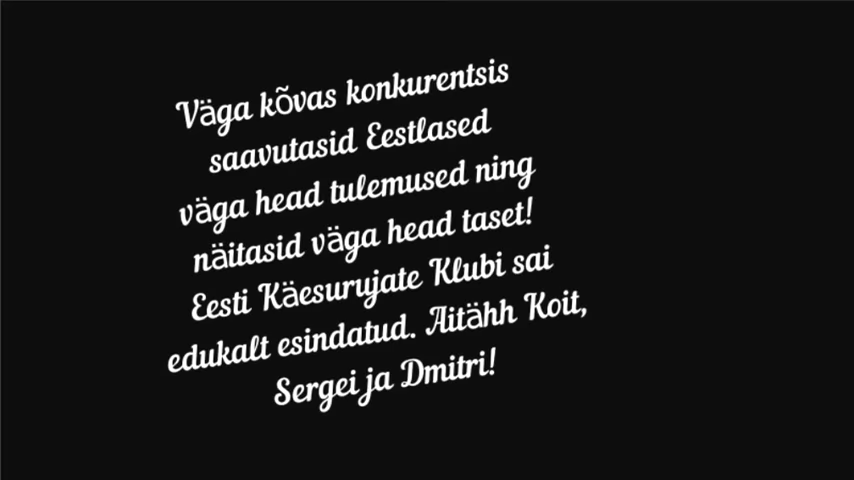 Väga kõvas konkurentsis
saavutasid Eestlased
väga head tulemused ning
näitasid väga head taset!
Eesti Käesurujate Klubi sai
edukalt esindatud. Aitähh Koit,
Sergei ja Dmitri!